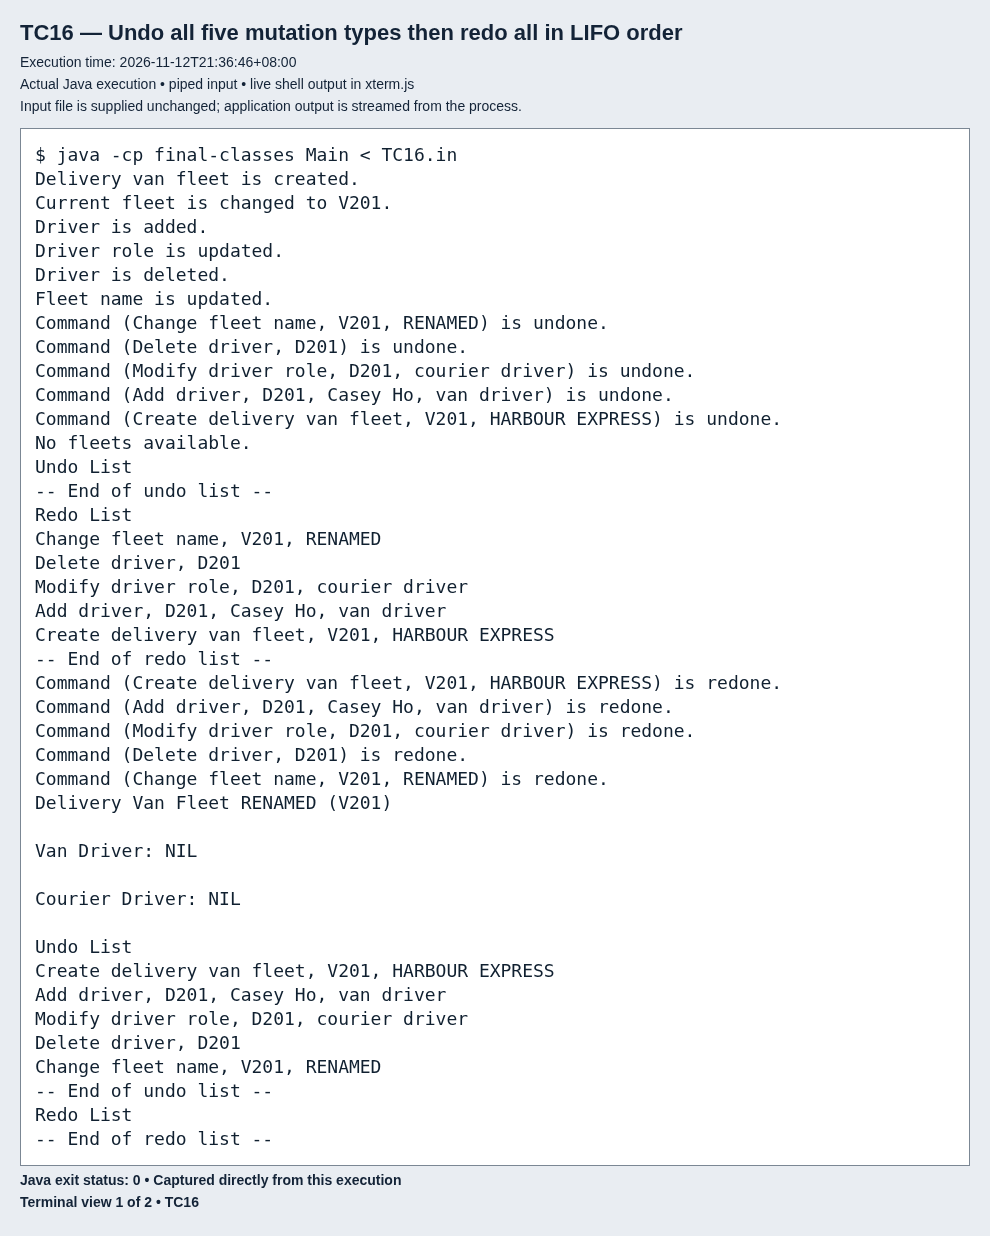 TC16 — Undo all five mutation types then redo all in LIFO order
Execution time: 2026-11-12T21:36:46+08:00
Actual Java execution • piped input • live shell output in xterm.js
Input file is supplied unchanged; application output is streamed from the process.
$ java -cp final-classes Main < TC16.in
Delivery van fleet is created.
Current fleet is changed to V201.
Driver is added.
Driver role is updated.
Driver is deleted.
Fleet name is updated.
Command (Change fleet name, V201, RENAMED) is undone.
Command (Delete driver, D201) is undone.
Command (Modify driver role, D201, courier driver) is undone.
Command (Add driver, D201, Casey Ho, van driver) is undone.
Command (Create delivery van fleet, V201, HARBOUR EXPRESS) is undone.
No fleets available.
Undo List
-- End of undo list --
Redo List
Change fleet name, V201, RENAMED
Delete driver, D201
Modify driver role, D201, courier driver
Add driver, D201, Casey Ho, van driver
Create delivery van fleet, V201, HARBOUR EXPRESS
-- End of redo list --
Command (Create delivery van fleet, V201, HARBOUR EXPRESS) is redone.
Command (Add driver, D201, Casey Ho, van driver) is redone.
Command (Modify driver role, D201, courier driver) is redone.
Command (Delete driver, D201) is redone.
Command (Change fleet name, V201, RENAMED) is redone.
Delivery Van Fleet RENAMED (V201)
Van Driver: NIL
Courier Driver: NIL
Undo List
Create delivery van fleet, V201, HARBOUR EXPRESS
Add driver, D201, Casey Ho, van driver
Modify driver role, D201, courier driver
Delete driver, D201
Change fleet name, V201, RENAMED
-- End of undo list --
Redo List
-- End of redo list --
Java exit status: 0 • Captured directly from this execution
Terminal view 1 of 2 • TC16